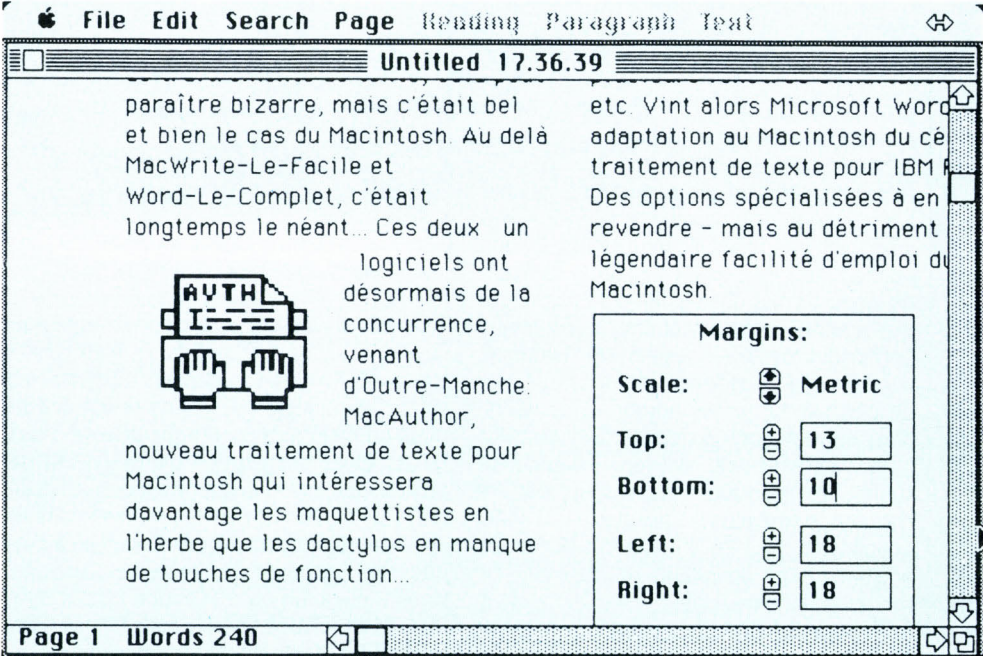 File Edit Search Page Heading Paragraph Text
Untitled 17.36.39
paraître bizarre, mais c'était bel
et bien le cas du Macintosh. Au delà
MacWrite-Le-Facile et
Word-Le-Complet, c'était
longtemps le néant... Ces deux un
logiciels ont
désormais de la
concurrence,
venant
d'Outre-Manche:
MacAuthor,
nouveau traitement de texte pour
Macintosh qui intéressera
davantage les maquettistes en
l'herbe que les dactylos en manque
de touches de fonction...
AUTH
etc. Vint alors Microsoft Word
adaptation au Macintosh du cé
traitement de texte pour IBM
Des options spécialisées à en
revendre - mais au détriment
légendaire facilité d'emploi du
Macintosh.
Margins:
Scale: Metric
Top: 13
Bottom: 10
Left: 18
Right: 18
Page 1 Words 240